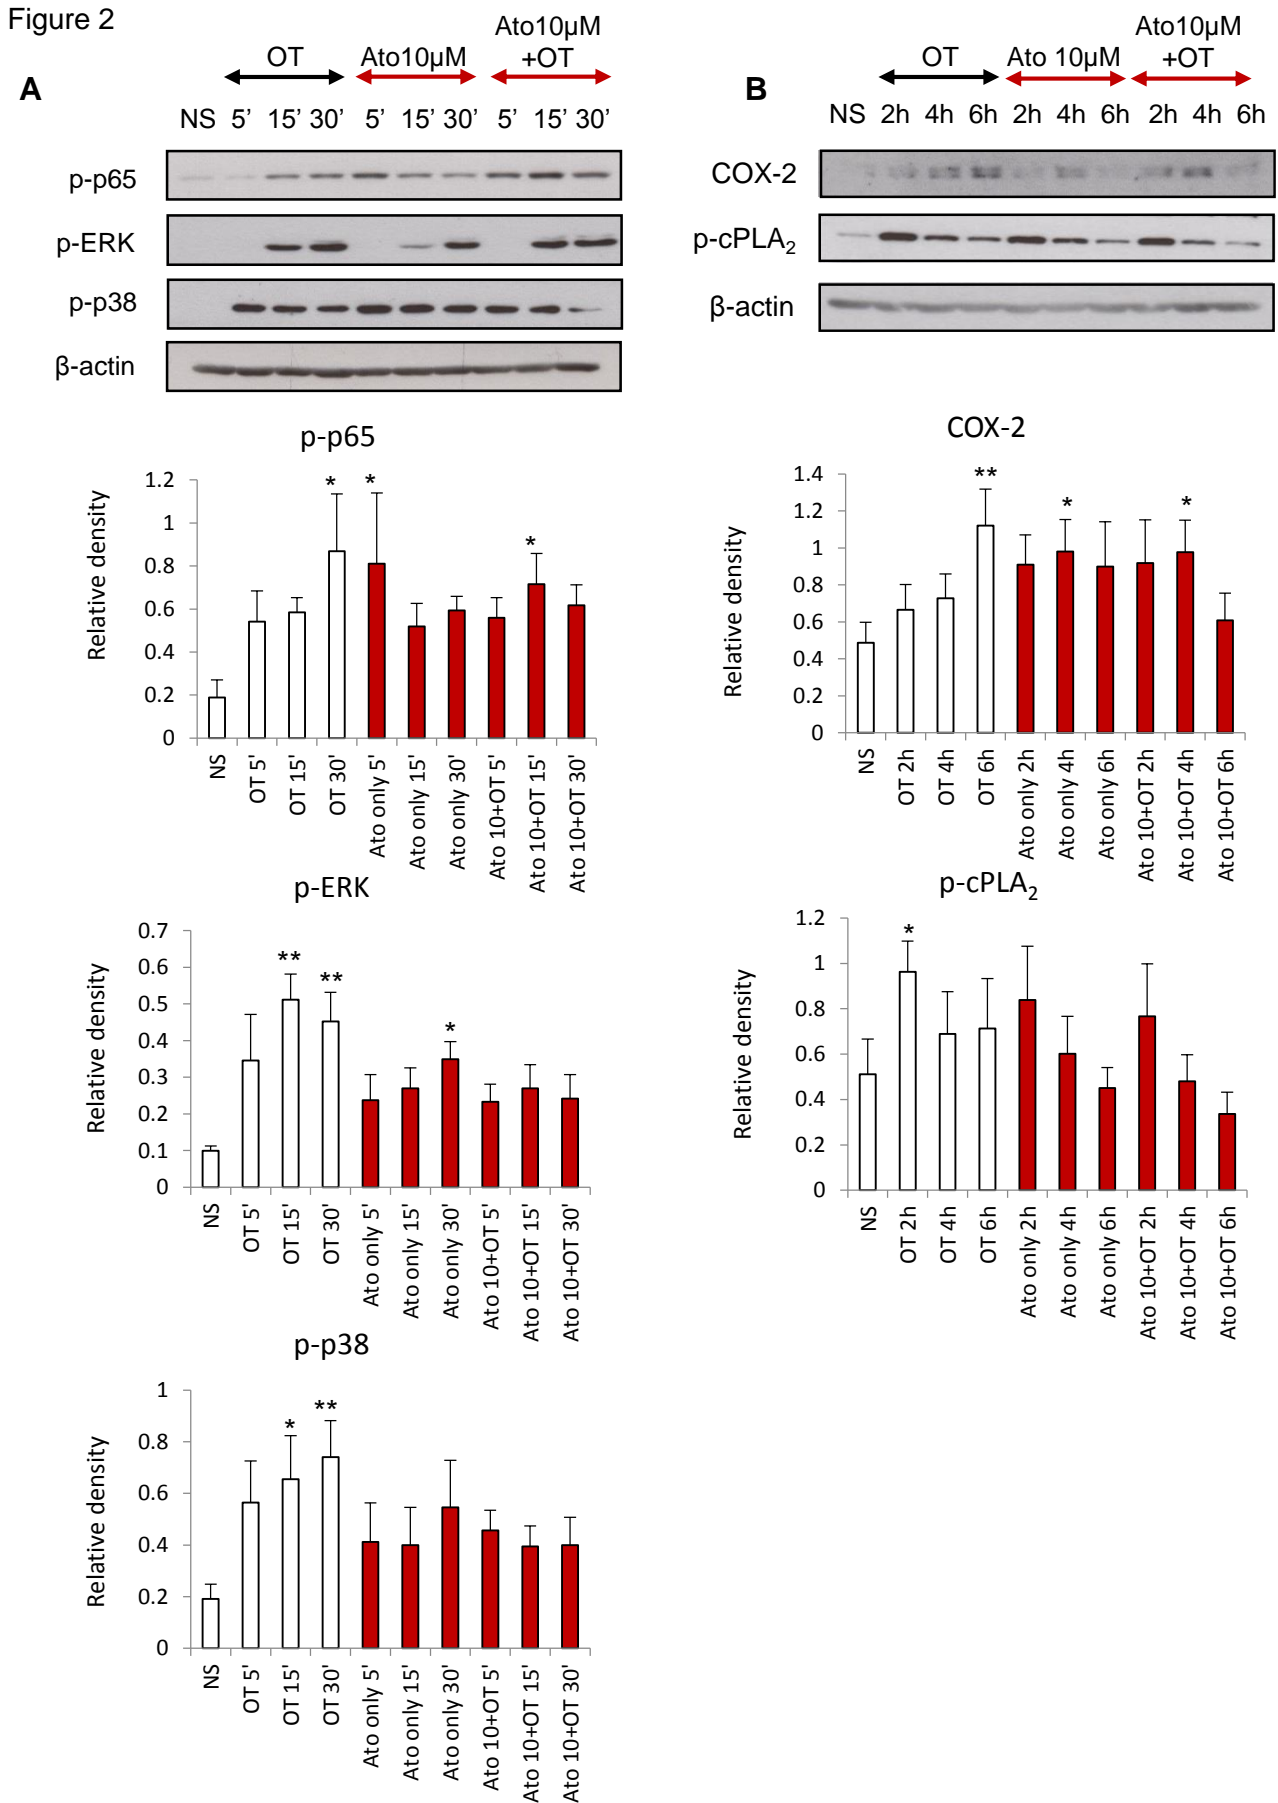 Figure 2
A
OT
Ato10µM
Ato10µM
+OT
NS 5’ 15’ 30’ 5’ 15’ 30’ 5’ 15’ 30’
p-p65
p-ERK
p-p38
β-actin
B
OT
Ato 10µM
Ato10µM
+OT
NS 2h 4h 6h 2h 4h 6h 2h 4h 6h
COX-2
p-cPLA2
β-actin
p-p65
Relative density
1.2
1
0.8
0.6
0.4
0.2
0
* * *
NS
OT 5'
OT 15'
OT 30'
Ato only 5'
Ato only 15'
Ato only 30'
Ato 10+OT 5'
Ato 10+OT 15'
Ato 10+OT 30'
COX-2
Relative density
1.4
1.2
1
0.8
0.6
0.4
0.2
0
** * *
NS
OT 2h
OT 4h
OT 6h
Ato only 2h
Ato only 4h
Ato only 6h
Ato 10+OT 2h
Ato 10+OT 4h
Ato 10+OT 6h
p-ERK
Relative density
0.7
0.6
0.5
0.4
0.3
0.2
0.1
0
** ** *
NS
OT 5'
OT 15'
OT 30'
Ato only 5'
Ato only 15'
Ato only 30'
Ato 10+OT 5'
Ato 10+OT 15'
Ato 10+OT 30'
p-cPLA2
Relative density
1.2
1
0.8
0.6
0.4
0.2
0
*
NS
OT 2h
OT 4h
OT 6h
Ato only 2h
Ato only 4h
Ato only 6h
Ato 10+OT 2h
Ato 10+OT 4h
Ato 10+OT 6h
p-p38
Relative density
1
0.8
0.6
0.4
0.2
0
* **
NS
OT 5'
OT 15'
OT 30'
Ato only 5'
Ato only 15'
Ato only 30'
Ato 10+OT 5'
Ato 10+OT 15'
Ato 10+OT 30'